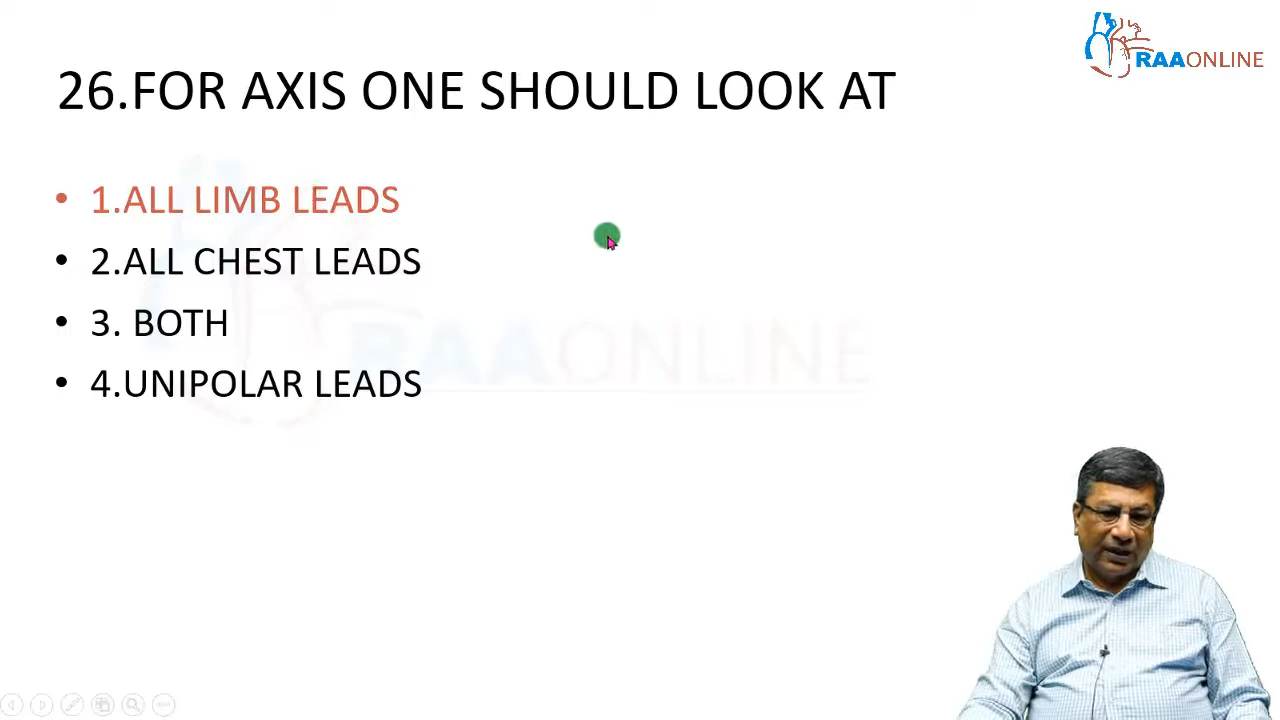 RAAONLINE
26.FOR AXIS ONE SHOULD LOOK AT
• 1.ALL LIMB LEADS
• 2.ALL CHEST LEADS
• 3. BOTH
• 4.UNIPOLAR LEADS
RAAONLINE